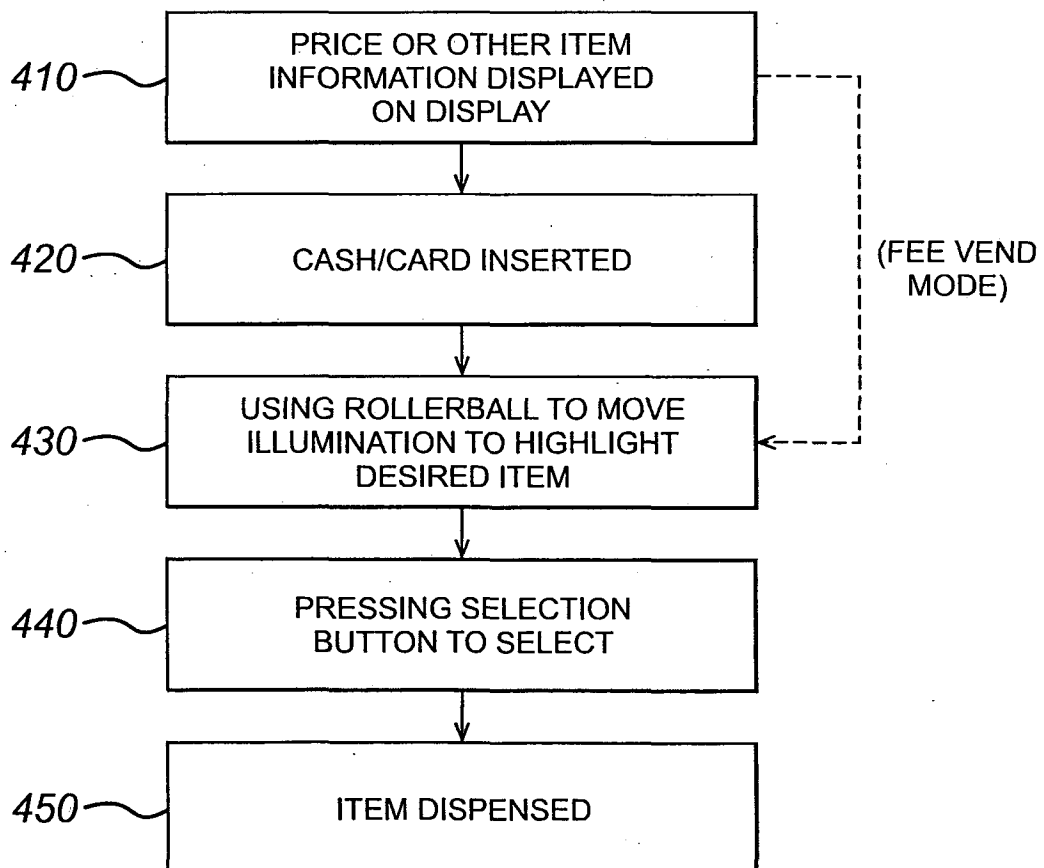 410
PRICE OR OTHER ITEM
INFORMATION DISPLAYED
ON DISPLAY
420
CASH/CARD INSERTED
(FEE VEND
MODE)
430
USING ROLLERBALL TO MOVE
ILLUMINATION TO HIGHLIGHT
DESIRED ITEM
440
PRESSING SELECTION
BUTTON TO SELECT
450
ITEM DISPENSED